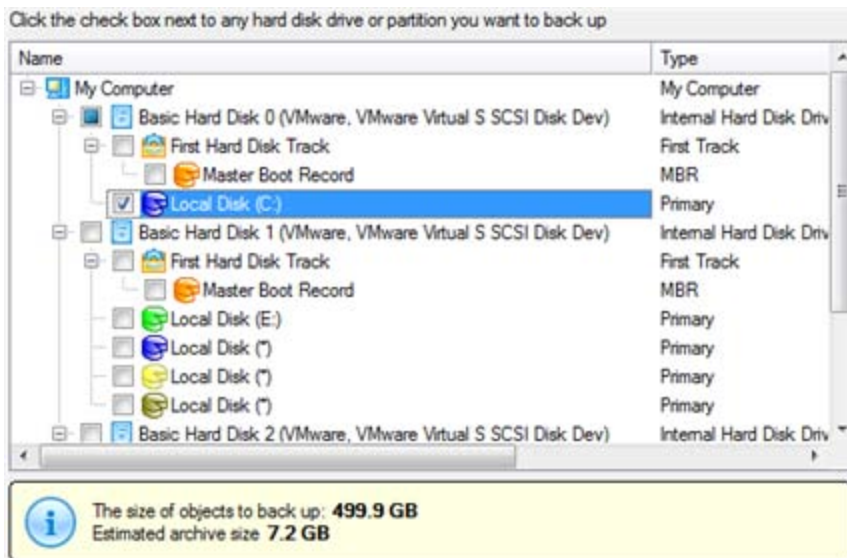 Click the check box next to any hard disk drive or partition you want to back up
Name Type
My Computer My Computer
Basic Hard Disk 0 (VMware, VMware Virtual S SCSI Disk Dev) Internal Hard Disk Driv
First Hard Disk Track First Track
Master Boot Record MBR
Local Disk (C:) Primary
Basic Hard Disk 1 (VMware, VMware Virtual S SCSI Disk Dev) Internal Hard Disk Driv
First Hard Disk Track First Track
Master Boot Record MBR
Local Disk (E:) Primary
Local Disk (*) Primary
Local Disk (*) Primary
Local Disk (*) Primary
Basic Hard Disk 2 (VMware, VMware Virtual S SCSI Disk Dev) Internal Hard Disk Driv
The size of objects to back up: 499.9 GB
Estimated archive size 7.2 GB